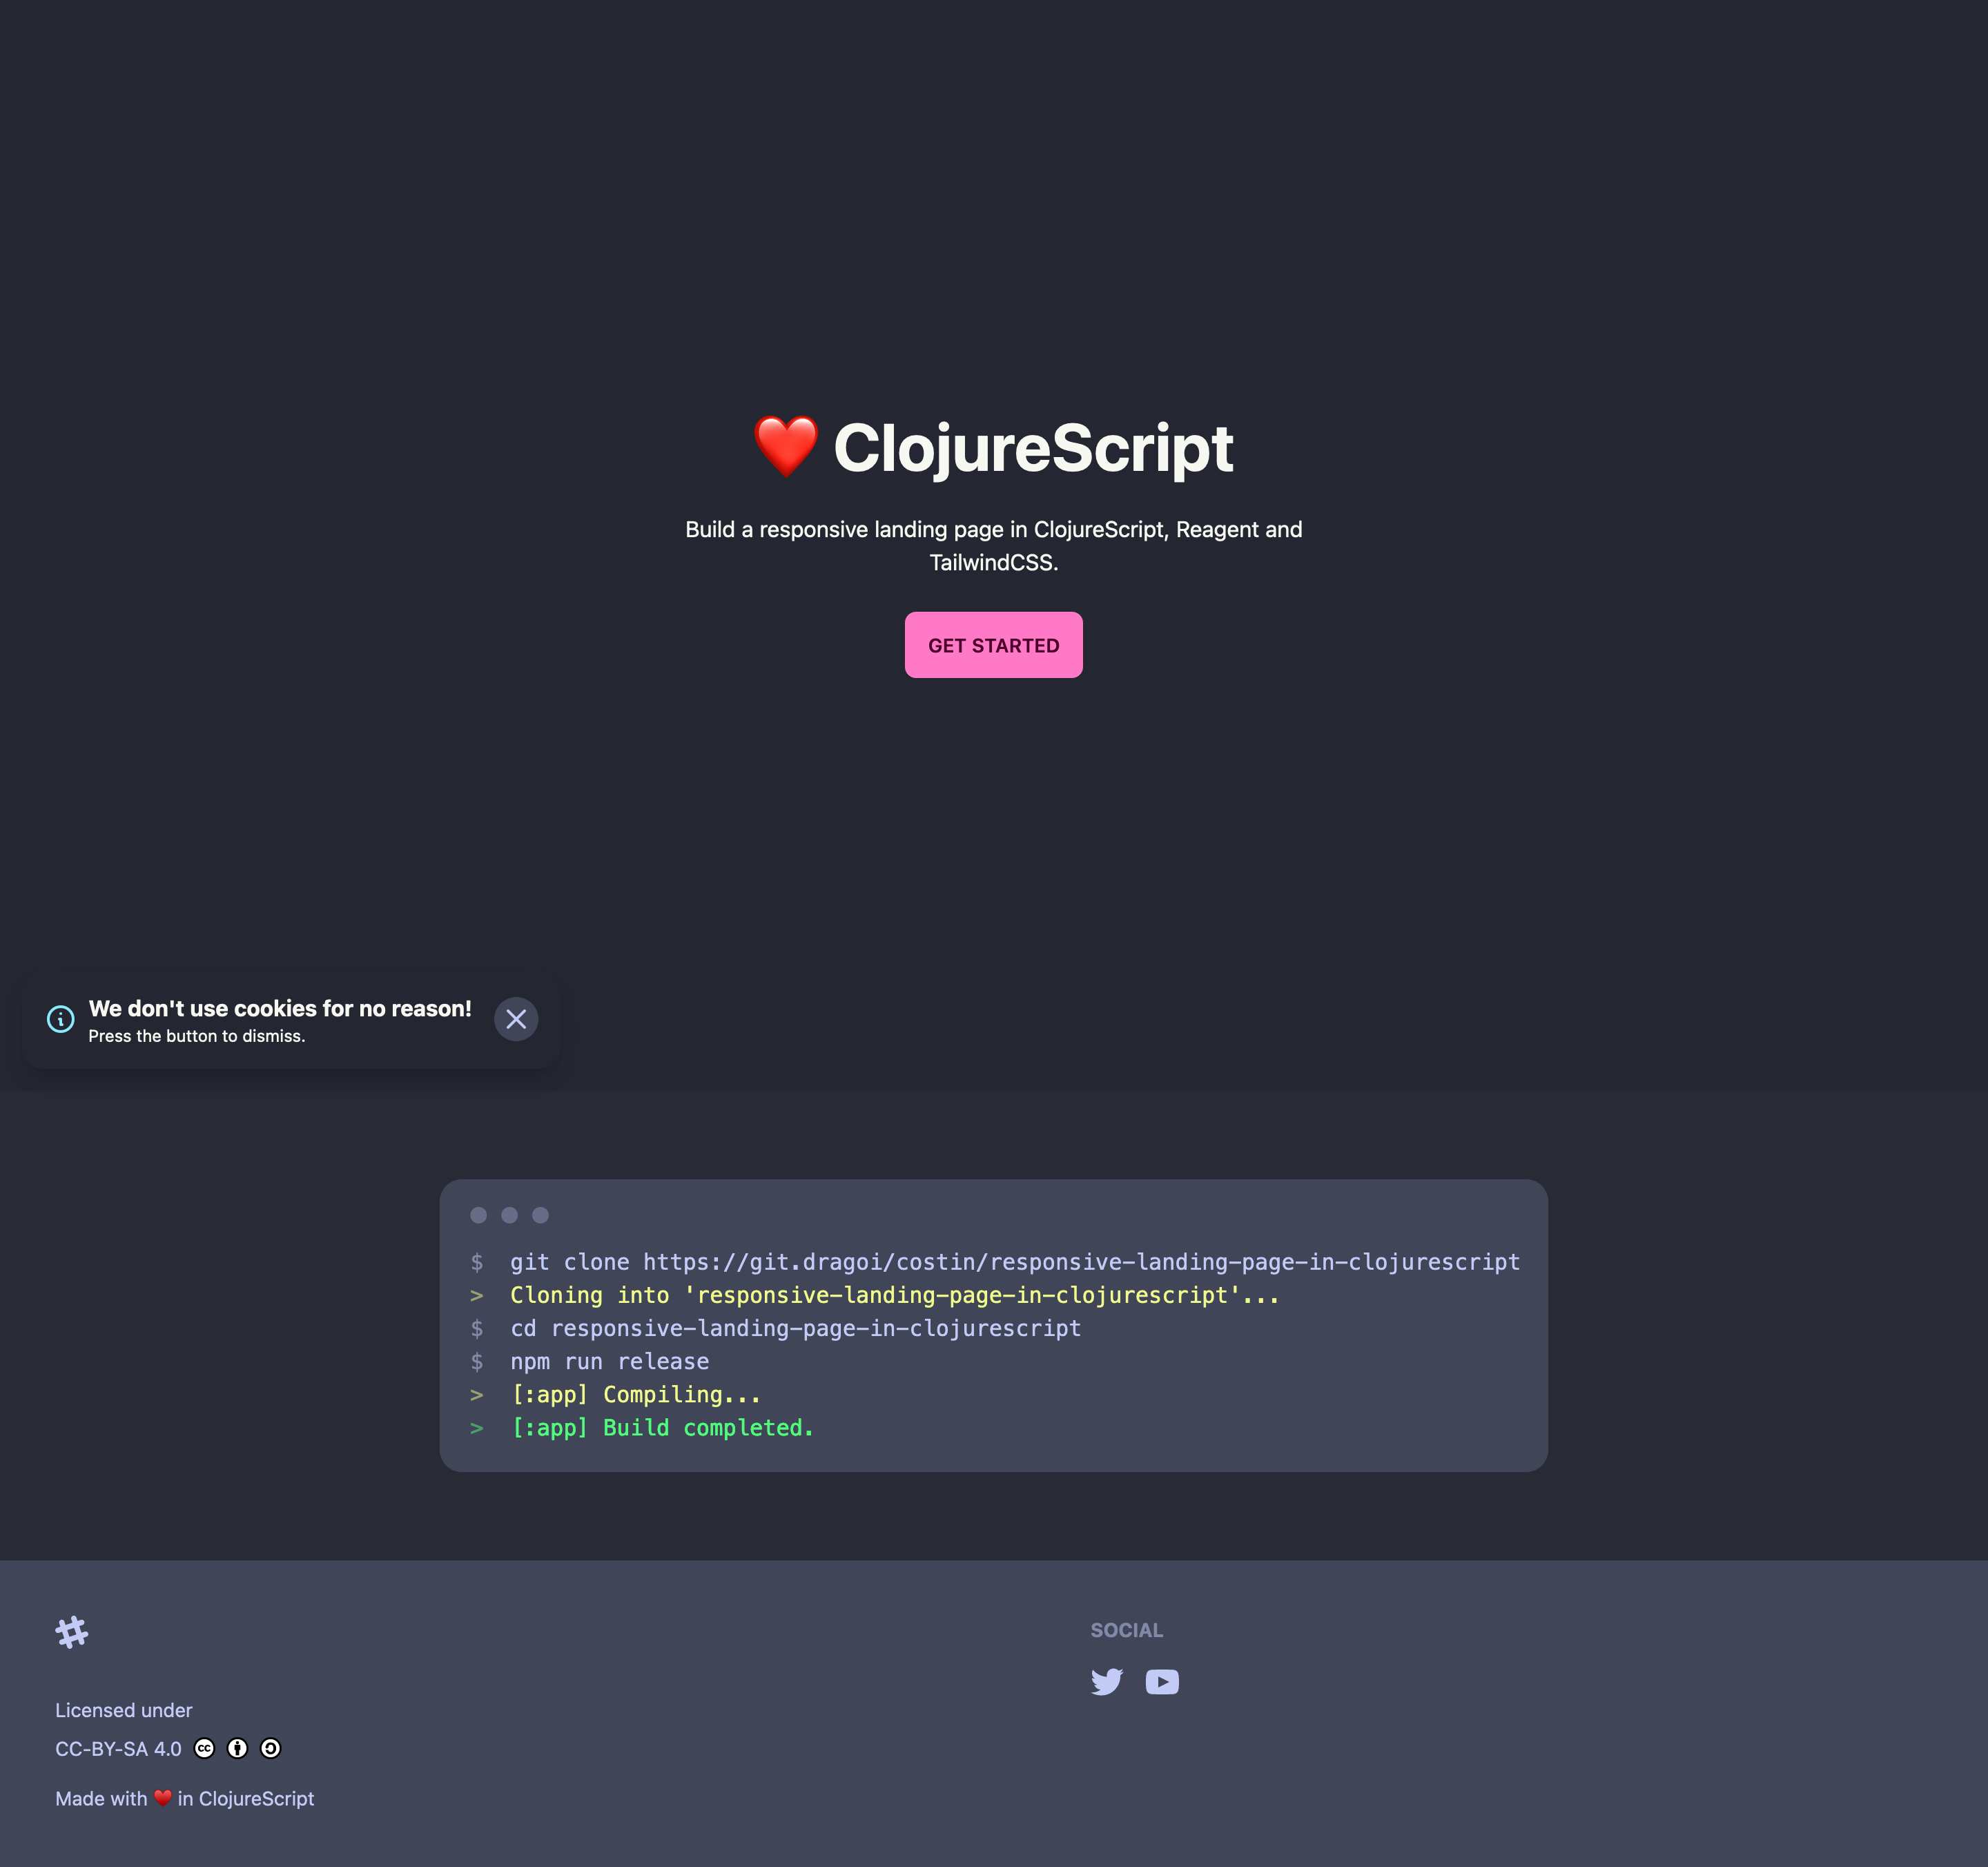 ❤️ ClojureScript
Build a responsive landing page in ClojureScript, Reagent and
TailwindCSS.
GET STARTED
We don't use cookies for no reason!
Press the button to dismiss.
$ git clone https://git.dragoi/costin/responsive-landing-page-in-clojurescript
> Cloning into 'responsive-landing-page-in-clojurescript'...
$ cd responsive-landing-page-in-clojurescript
$ npm run release
> [:app] Compiling...
> [:app] Build completed.
Licensed under
CC-BY-SA 4.0
Made with ❤️ in ClojureScript
SOCIAL